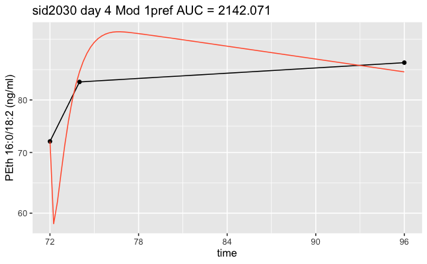 sid2030 day 4 Mod 1pref AUC = 2142.071
PEth 16:0/18:2 (ng/ml)
80
70
60
72
78
84
90
96
time